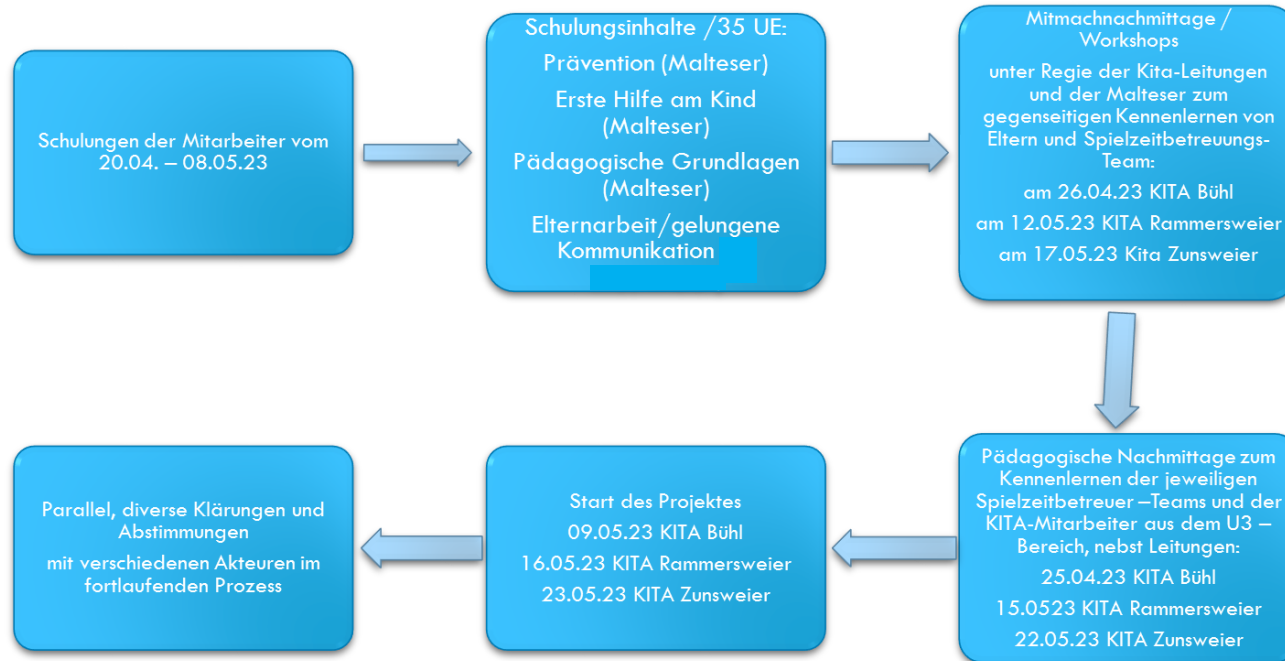 Schulungen der Mitarbeiter vom
20.04. – 08.05.23
Schulungsinhalte /35 UE:
Prävention (Malteser)
Erste Hilfe am Kind
(Malteser)
Pädagogische Grundlagen
(Malteser)
Elternarbeit/gelungene
Kommunikation
Mitmachnachmittage /
Workshops
unter Regie der Kita-Leitungen
und der Malteser zum
gegenseitigen Kennenlernen von
Eltern und Spielzeitbetreuungs-
Team:
am 26.04.23 KITA Bühl
am 12.05.23 KITA Rammersweier
am 17.05.23 Kita Zunsweier
Pädagogische Nachmittage zum
Kennenlernen der jeweiligen
Spielzeitbetreuer –Teams und der
KITA-Mitarbeiter aus dem U3 –
Bereich, nebst Leitungen:
25.04.23 KITA Bühl
15.0523 KITA Rammersweier
22.05.23 KITA Zunsweier
Start des Projektes
09.05.23 KITA Bühl
16.05.23 KITA Rammersweier
23.05.23 KITA Zunsweier
Parallel, diverse Klärungen und
Abstimmungen
mit verschiedenen Akteuren im
fortlaufenden Prozess